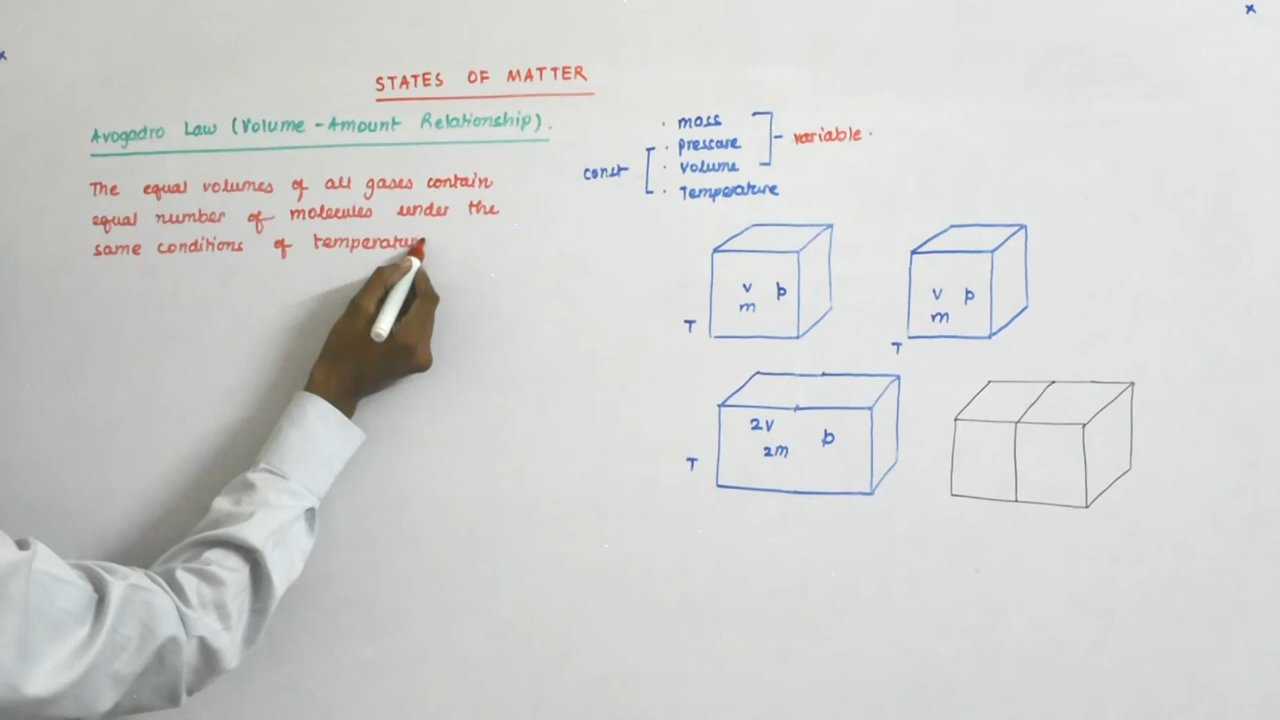 STATES OF MATTER
Avogadro Law (Volume - Amount Relationship).
The equal volumes of all gases contain
equal number of molecules under the
same conditions of temperatu
const
· mass
· pressure
· volume
· Temperature
variable.
v p
m
T
v p
m
T
2v
2m p
T